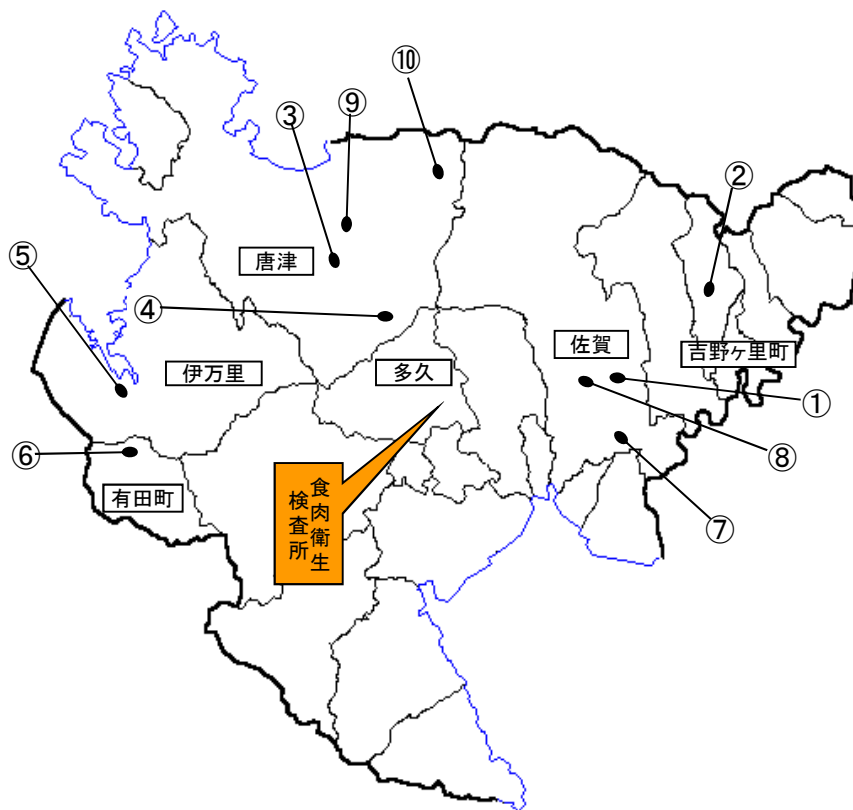 ⑩
⑨
③
②
⑤
唐津
④
佐賀
吉野ヶ里町
伊万里
多久
①
⑥
⑧
有田町
食肉衛生
検査所
⑦